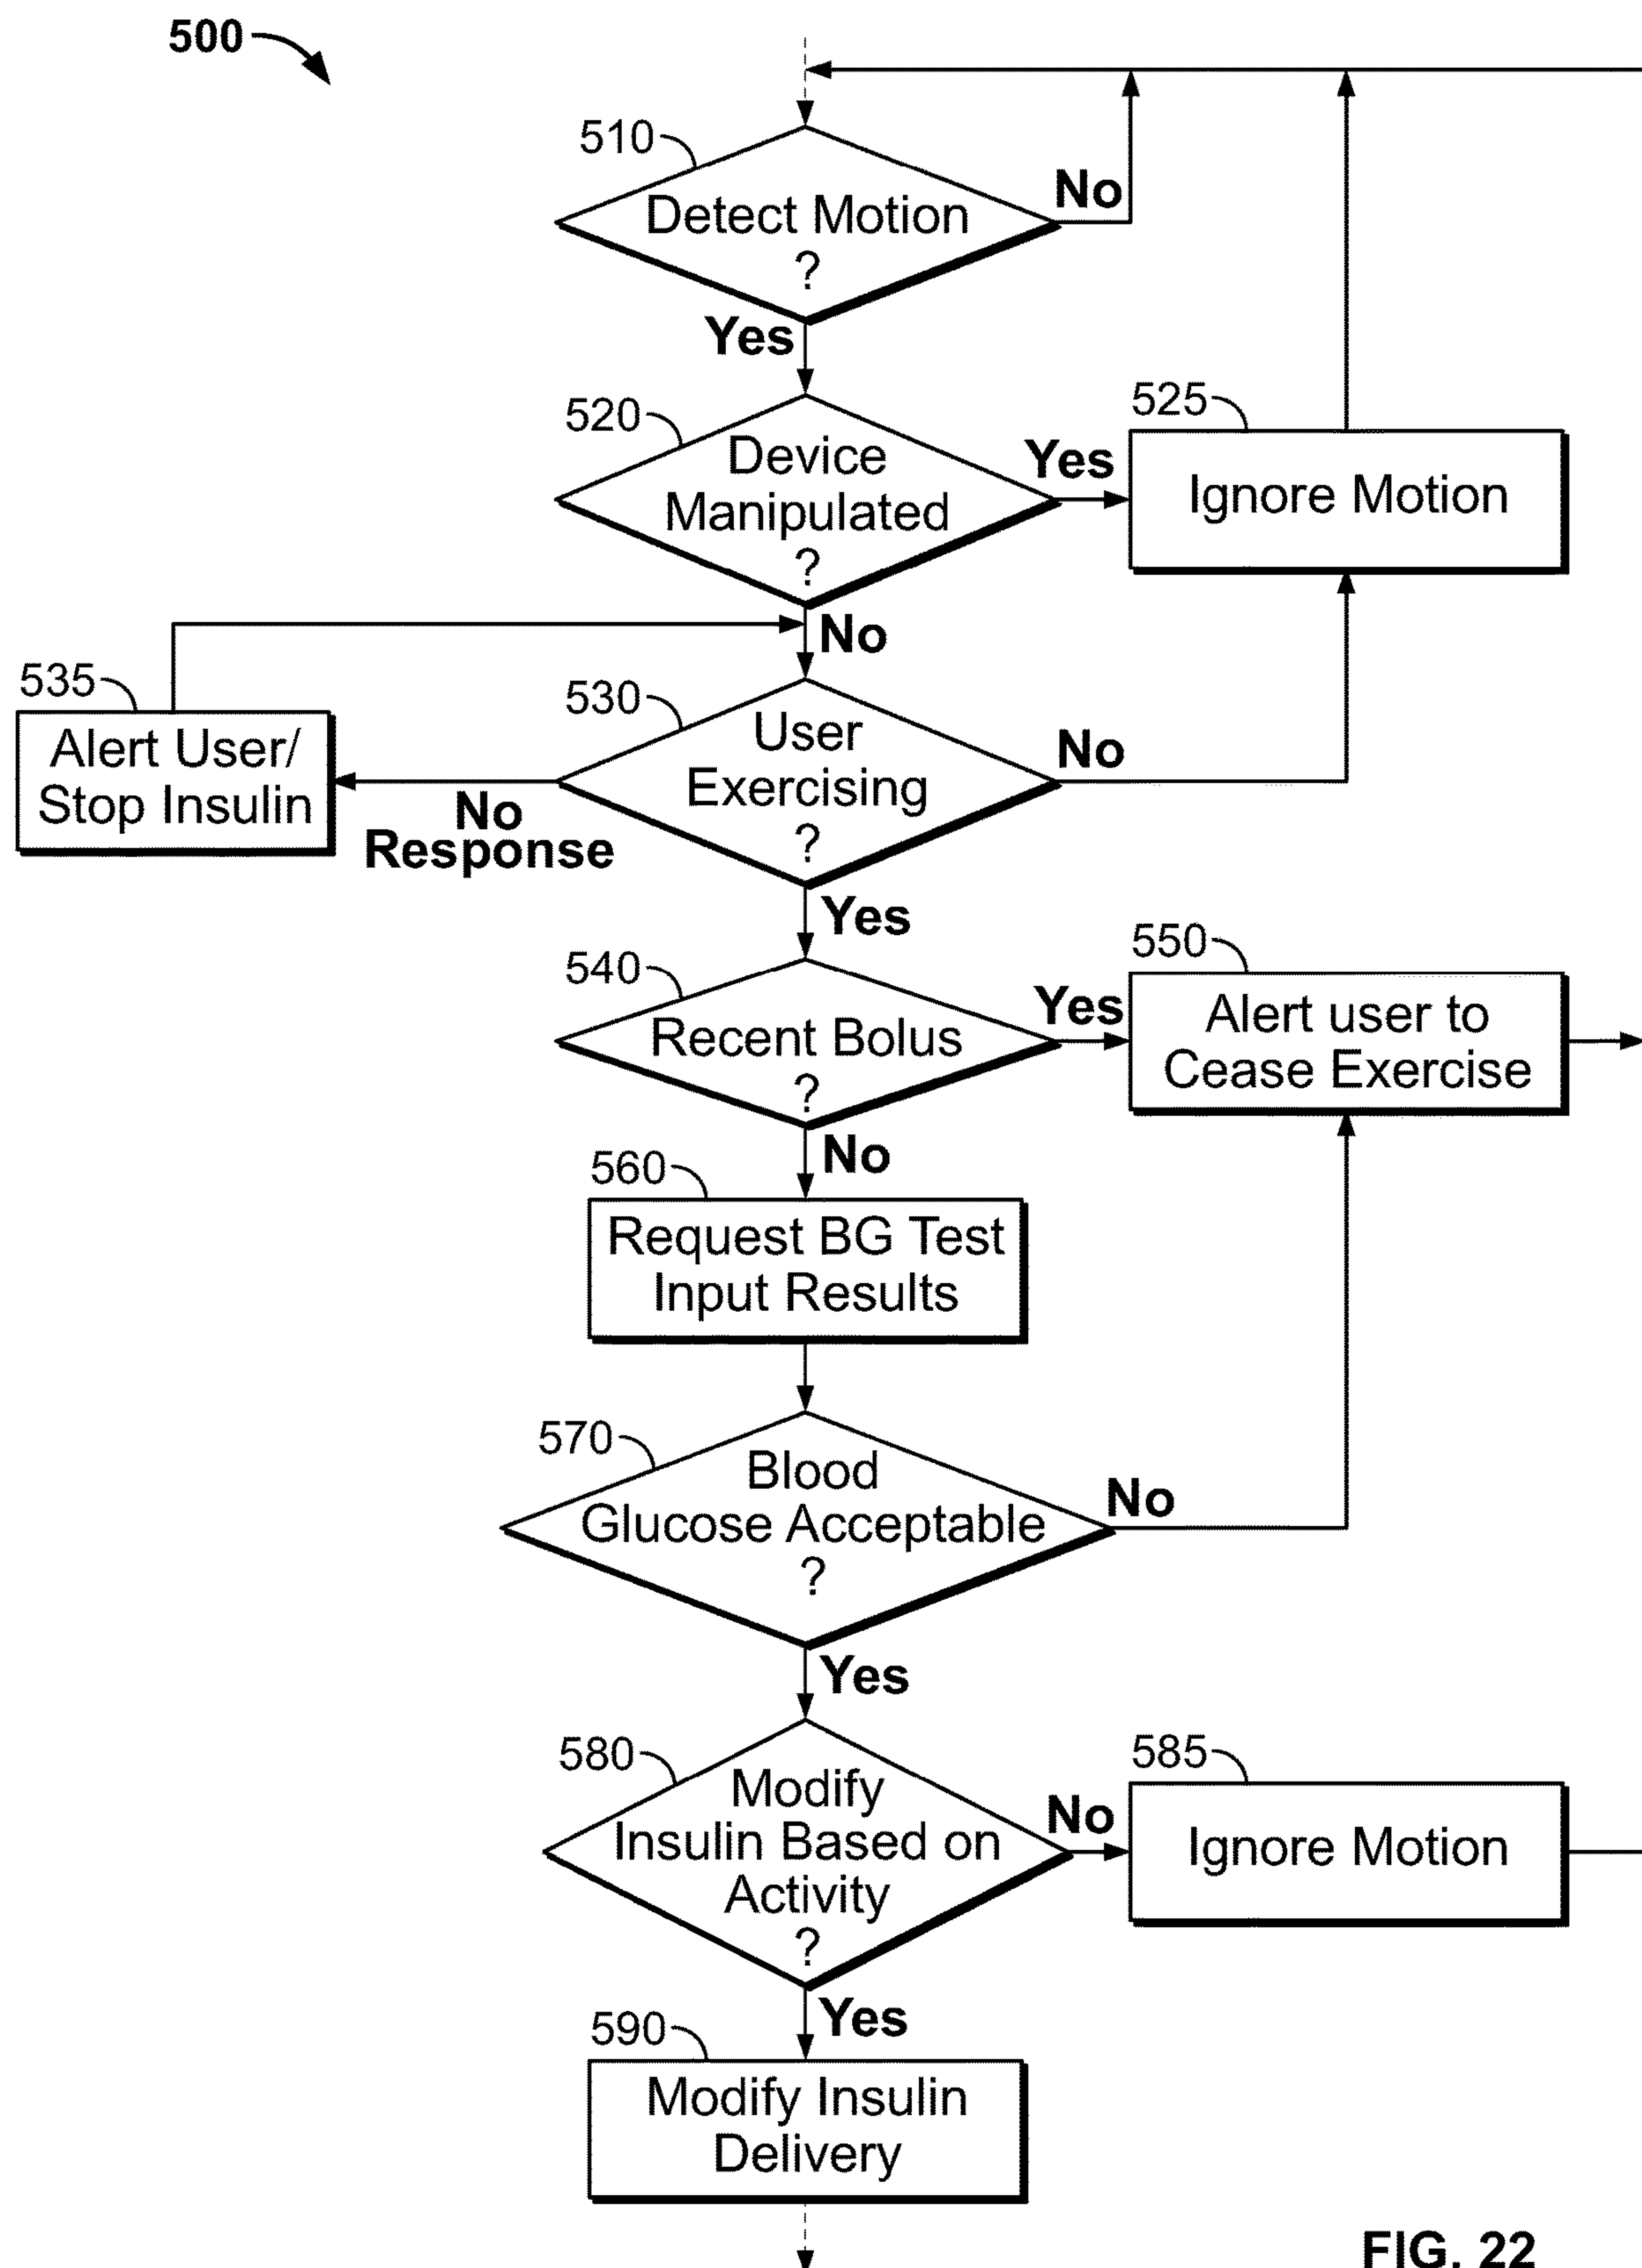 500
510
Detect Motion
?
No
Yes
520
Device
Manipulated
?
Yes
525
Ignore Motion
No
535
Alert User/
Stop Insulin
530
User
Exercising
?
No
No
Response
Yes
540
Recent Bolus
?
Yes
550
Alert user to
Cease Exercise
No
560
Request BG Test
Input Results
570
Blood
Glucose Acceptable
?
No
Yes
580
Modify
Insulin Based on
Activity
?
No
585
Ignore Motion
Yes
590
Modify Insulin
Delivery
FIG. 22